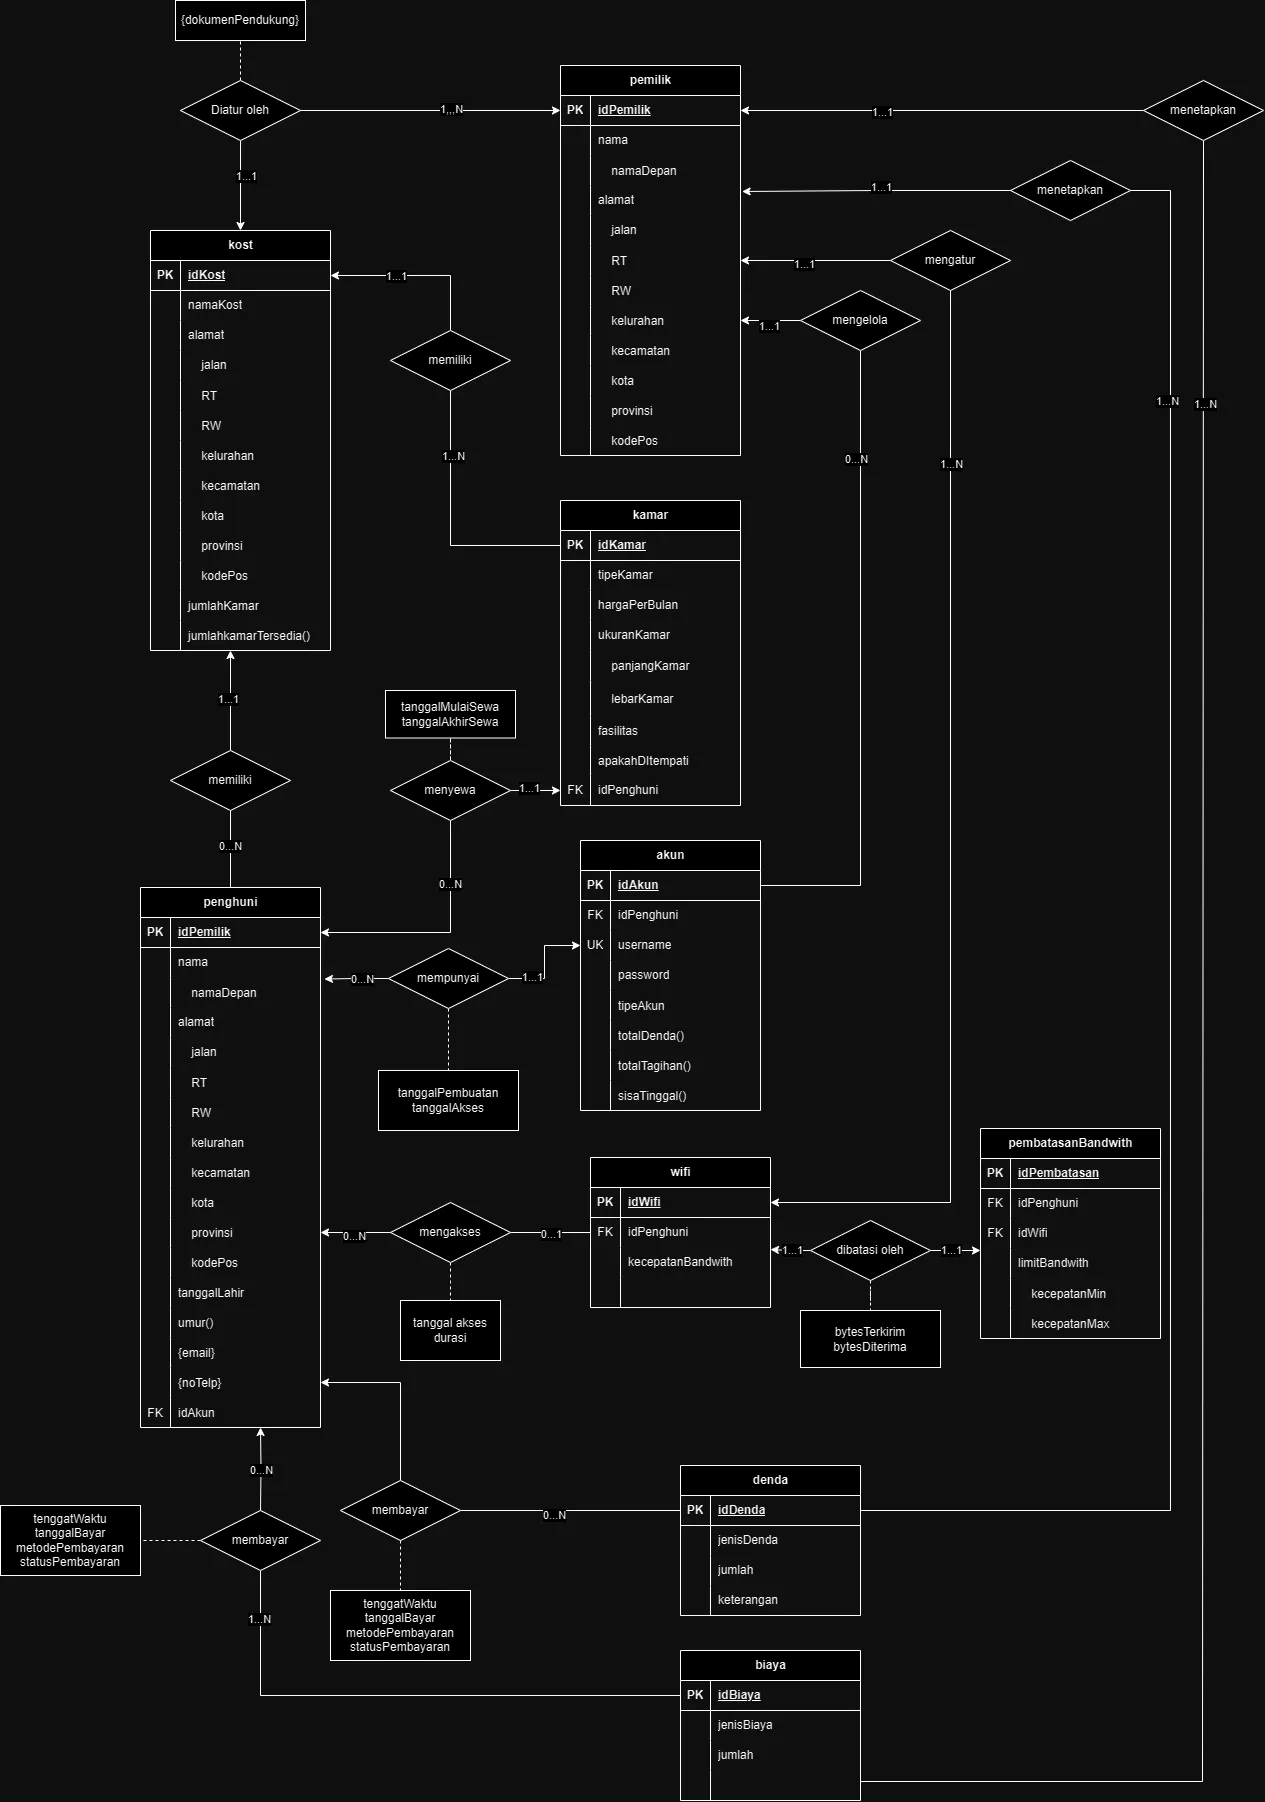 {dokumenPendukung}
Diatur oleh
1,,,N
1...1
pemilik
PK idPemilik
nama
namaDepan
alamat
jalan
RT
RW
kelurahan
kecamatan
kota
provinsi
kodePos
menetapkan
1...1
1...N
menetapkan
1...1
1...N
mengatur
1...1
1...N
mengelola
1...1
0...N
kost
PK idKost
namaKost
alamat
jalan
RT
RW
kelurahan
kecamatan
kota
provinsi
kodePos
jumlahKamar
jumlahkamarTersedia()
1...1
memiliki
1...N
kamar
PK idKamar
tipeKamar
hargaPerBulan
ukuranKamar
panjangKamar
lebarKamar
fasilitas
apakahDItempati
FK idPenghuni
1...1
memiliki
0...N
tanggalMulaiSewa
tanggalAkhirSewa
menyewa
1...1
0...N
akun
PK idAkun
FK idPenghuni
UK username
password
tipeAkun
totalDenda()
totalTagihan()
sisaTinggal()
penghuni
PK idPemilik
nama
namaDepan
alamat
jalan
RT
RW
kelurahan
kecamatan
kota
provinsi
kodePos
tanggalLahir
umur()
{email}
{noTelp}
FK idAkun
0...N
mempunyai
1...1
tanggalPembuatan
tanggalAkses
wifi
PK idWifi
FK idPenghuni
kecepatanBandwith
0...N
mengakses
0...1
tanggal akses
durasi
pembatasanBandwith
PK idPembatasan
FK idPenghuni
FK idWifi
limitBandwith
kecepatanMin
kecepatanMax
1...1
dibatasi oleh
1...1
bytesTerkirim
bytesDiterima
0...N
membayar
1...N
tenggatWaktu
tanggalBayar
metodePembayaran
statusPembayaran
membayar
0...N
tenggatWaktu
tanggalBayar
metodePembayaran
statusPembayaran
denda
PK idDenda
jenisDenda
jumlah
keterangan
biaya
PK idBiaya
jenisBiaya
jumlah